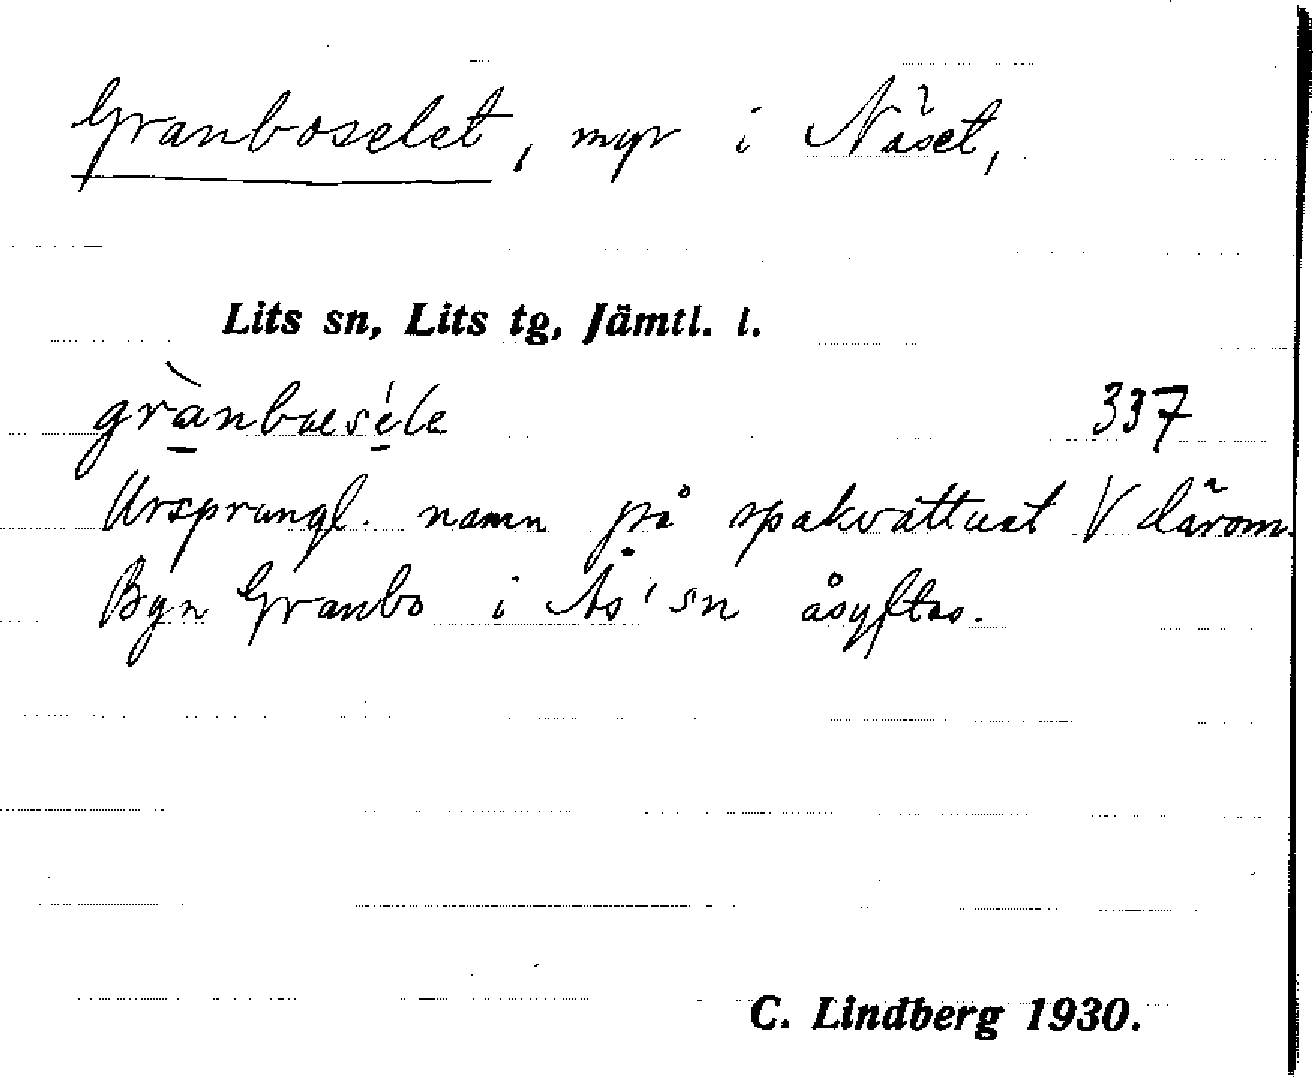 Granboselet, myr i Näset,
Lits sn, Lits tg, Jämtl. l.
grànboeséle 337
Ursprungl. namn på spakvattnet V därom.
Byn Granbo i Ås sn åsyftas.
C. Lindberg 1930.